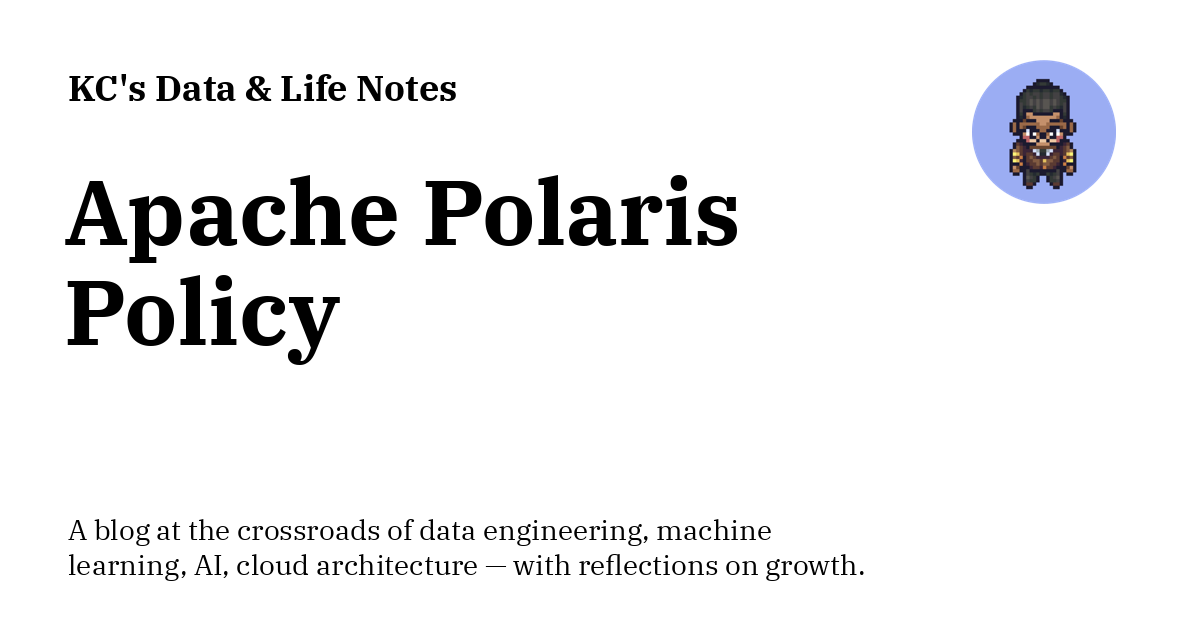 KC's Data & Life Notes
Apache Polaris
Policy
A blog at the crossroads of data engineering, machine
learning, AI, cloud architecture — with reflections on growth.